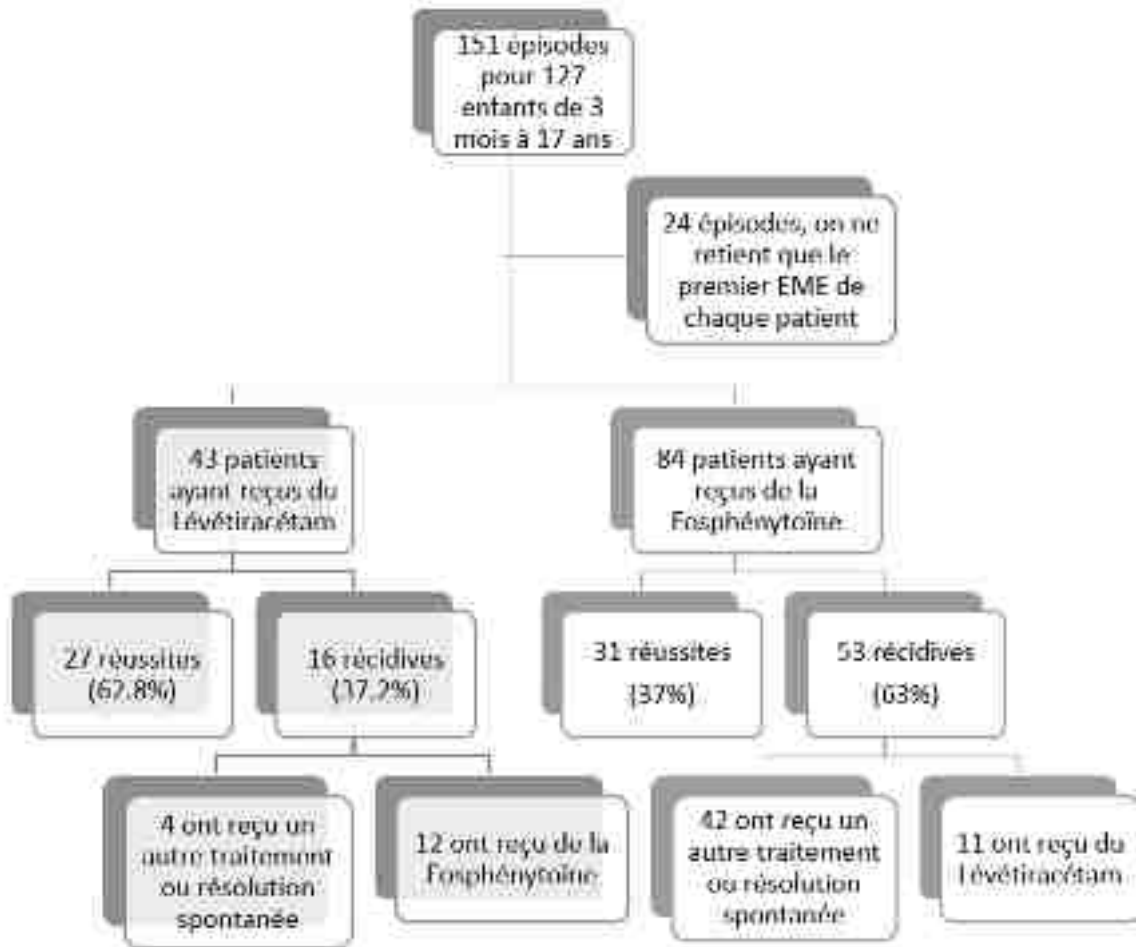 151 épisodes
pour 127
enfants de 3
mois à 17 ans
24 épisodes, on ne
retient que le
premier EME de
chaque patient
43 patients
ayant reçus du
Lévétiracétam
84 patients ayant
reçus de la
Fosphénytoïne
27 réussites
(62.8%)
16 récidives
(37.2%)
31 réussites
(37%)
53 récidives
(63%)
4 ont reçu un
autre traitement
ou résolution
spontanée
12 ont reçu de la
Fosphénytoïne
42 ont reçu un
autre traitement
ou résolution
spontanée
11 ont reçu du
Lévétiracétam